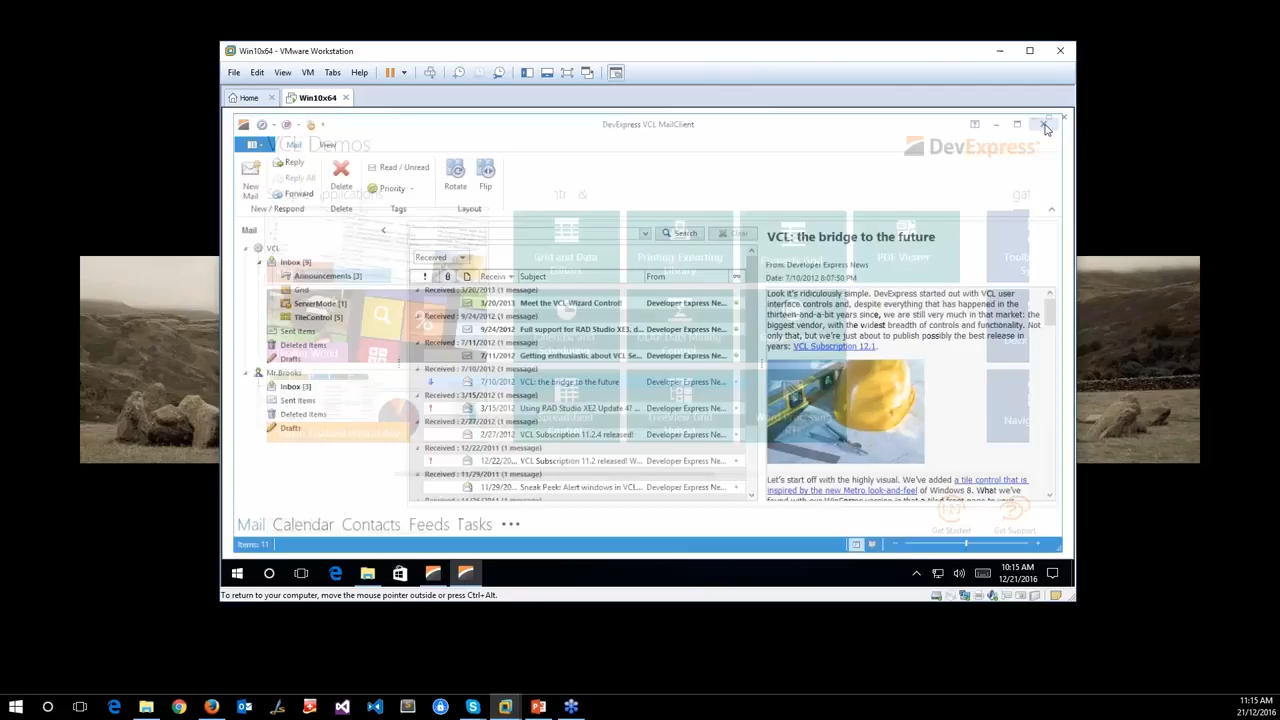 Win10x64 - VMware Workstation
File Edit View VM Tabs Help
Home
Win10x64
DevExpress VCL MailClient
VCL Demos
DevExpress
Mail View
New Mail
Reply
Reply All
Forward
Delete
Read / Unread
Priority
Rotate
Flip
New / Respond
Delete
Tags
Layout
Mail
VCL
Inbox [9]
Announcements [3]
Grid
ServerMode [1]
TileControl [5]
Sent Items
Deleted Items
Drafts
Mr.Brooks
Inbox [3]
Sent Items
Deleted Items
Drafts
Search
Clear
Received
! Receiv Subject From
Received : 3/20/2013 (1 message)
3/20/2013 Meet the VCL Wizard Control! Developer Express Ne...
Received : 9/24/2012 (1 message)
9/24/2012 Full support for RAD Studio XE3, d... Developer Express Ne...
Received : 7/11/2012 (1 message)
7/11/2012 Getting enthusiastic about VCL Se... Developer Express Ne...
Received : 7/10/2012 (1 message)
7/10/2012 VCL: the bridge to the future Developer Express Ne...
Received : 3/15/2012 (1 message)
! 3/15/2012 Using RAD Studio XE2 Update 4? ... Developer Express Ne...
Received : 2/27/2012 (1 message)
2/27/2012 VCL Subscription 11.2.4 released! Developer Express Ne...
Received : 12/22/2011 (1 message)
! 12/22/20... VCL Subscription 11.2 released! W... Developer Express Ne...
Received : 11/29/2011 (1 message)
11/29/20... Sneak Peek: Alert windows in VCL... Developer Express Ne...
Grid and Data Editors
Printing-Exporting Library
PDF Viewer
VCL: the bridge to the future
From: Developer Express News
Date: 7/10/2012 8:07:50 PM
Look it's ridiculously simple. DevExpress started out with VCL user
interface controls and, despite everything that has happened in the
thirteen-and-a-bit years since, we are still very much in that market: the
biggest vendor, with the widest breadth of controls and functionality. Not
only that, but we're just about to publish possibly the best release in
years: VCL Subscription 12.1.
Let's start off with the highly visual. We've added a tile control that is
inspired by the new Metro look-and-feel of Windows 8. What we've
Get Started
Get Support
Mail Calendar Contacts Feeds Tasks •••
Items: 11
10:15 AM
12/21/2016
To return to your computer, move the mouse pointer outside or press Ctrl+Alt.
11:15 AM
21/12/2016